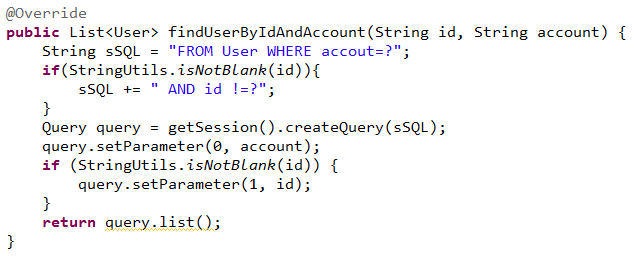 @Override
public List<User> findUserByIdAndAccount(String id, String account) {
    String sSQL = "FROM User WHERE accout=?";
    if(StringUtils.isNotBlank(id)){
        sSQL += " AND id !=?";
    }
    Query query = getSession().createQuery(sSQL);
    query.setParameter(0, account);
    if (StringUtils.isNotBlank(id)) {
        query.setParameter(1, id);
    }
    return query.list();
}